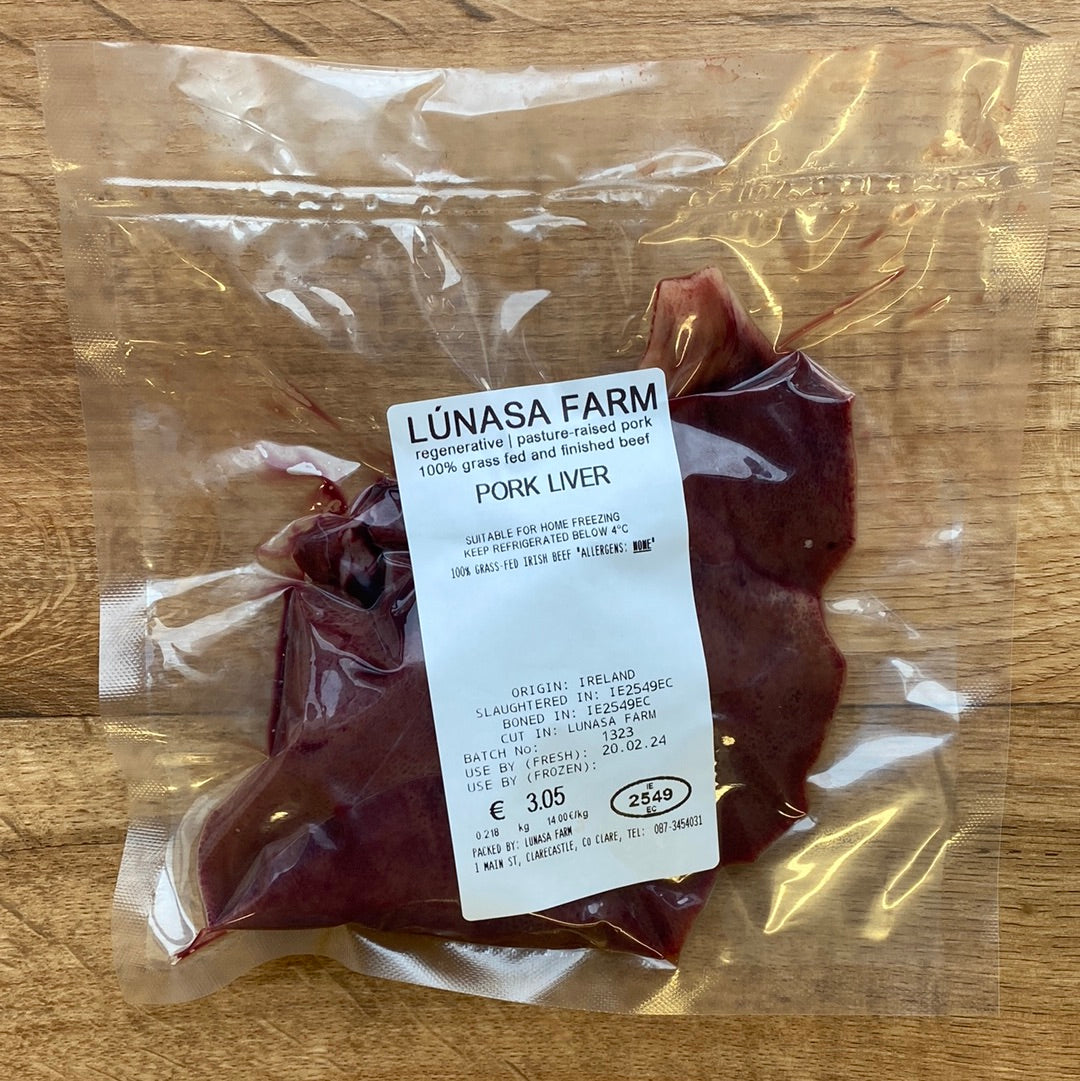 LÚNASA FARM
regenerative | pasture-raised pork
100% grass fed and finished beef
PORK LIVER
SUITABLE FOR HOME FREEZING
KEEP REFRIGERATED BELOW 4°C
100% GRASS-FED IRISH BEEF *ALLERGENS: NONE*
ORIGIN: IRELAND
SLAUGHTERED IN: IE2549EC
BONED IN: IE2549EC
CUT IN: LUNASA FARM
BATCH No: 1323
USE BY (FRESH): 20.02.24
USE BY (FROZEN):
€ 3.05
0.218 kg 14.00€/kg
IE
2549
EC
PACKED BY: LUNASA FARM
1 MAIN ST, CLARECASTLE, CO CLARE, TEL: 087-3454031